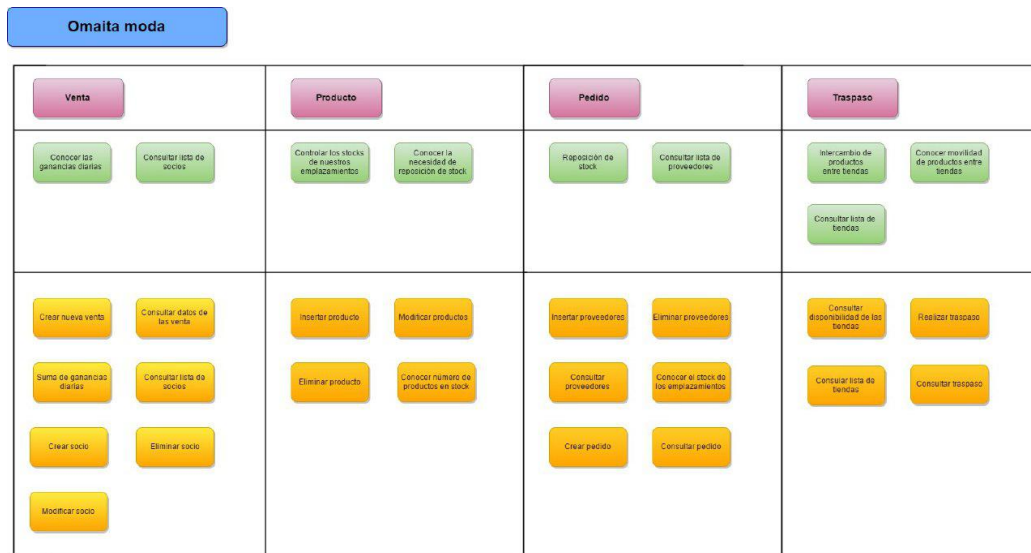 Omaita moda
Venta
Producto
Pedido
Traspaso
Conocer las
ganancias diarias
Consultar lista de
socios
Controlar los stocks
de nuestros
emplazamientos
Conocer la
necesidad de
reposición de stock
Reposición de
stock
Consultar lista de
proveedores
Intercambio de
productos
entre tiendas
Conocer movilidad
de productos entre
tiendas
Consultar lista de
tiendas
Crear nueva venta
Consultar datos de
las venta
Insertar producto
Modificar productos
Insertar proveedores
Eliminar proveedores
Consultar
disponibilidad de las
tiendas
Realizar traspaso
Suma de ganancias
diarias
Consultar lista de
socios
Eliminar producto
Conocer número de
productos en stock
Consultar
proveedores
Conocer el stock de
los emprazamientos
Consular lista de
tiendas
Consultar traspaso
Crear socio
Eliminar socio
Crear pedido
Consultar pedido
Modificar socio